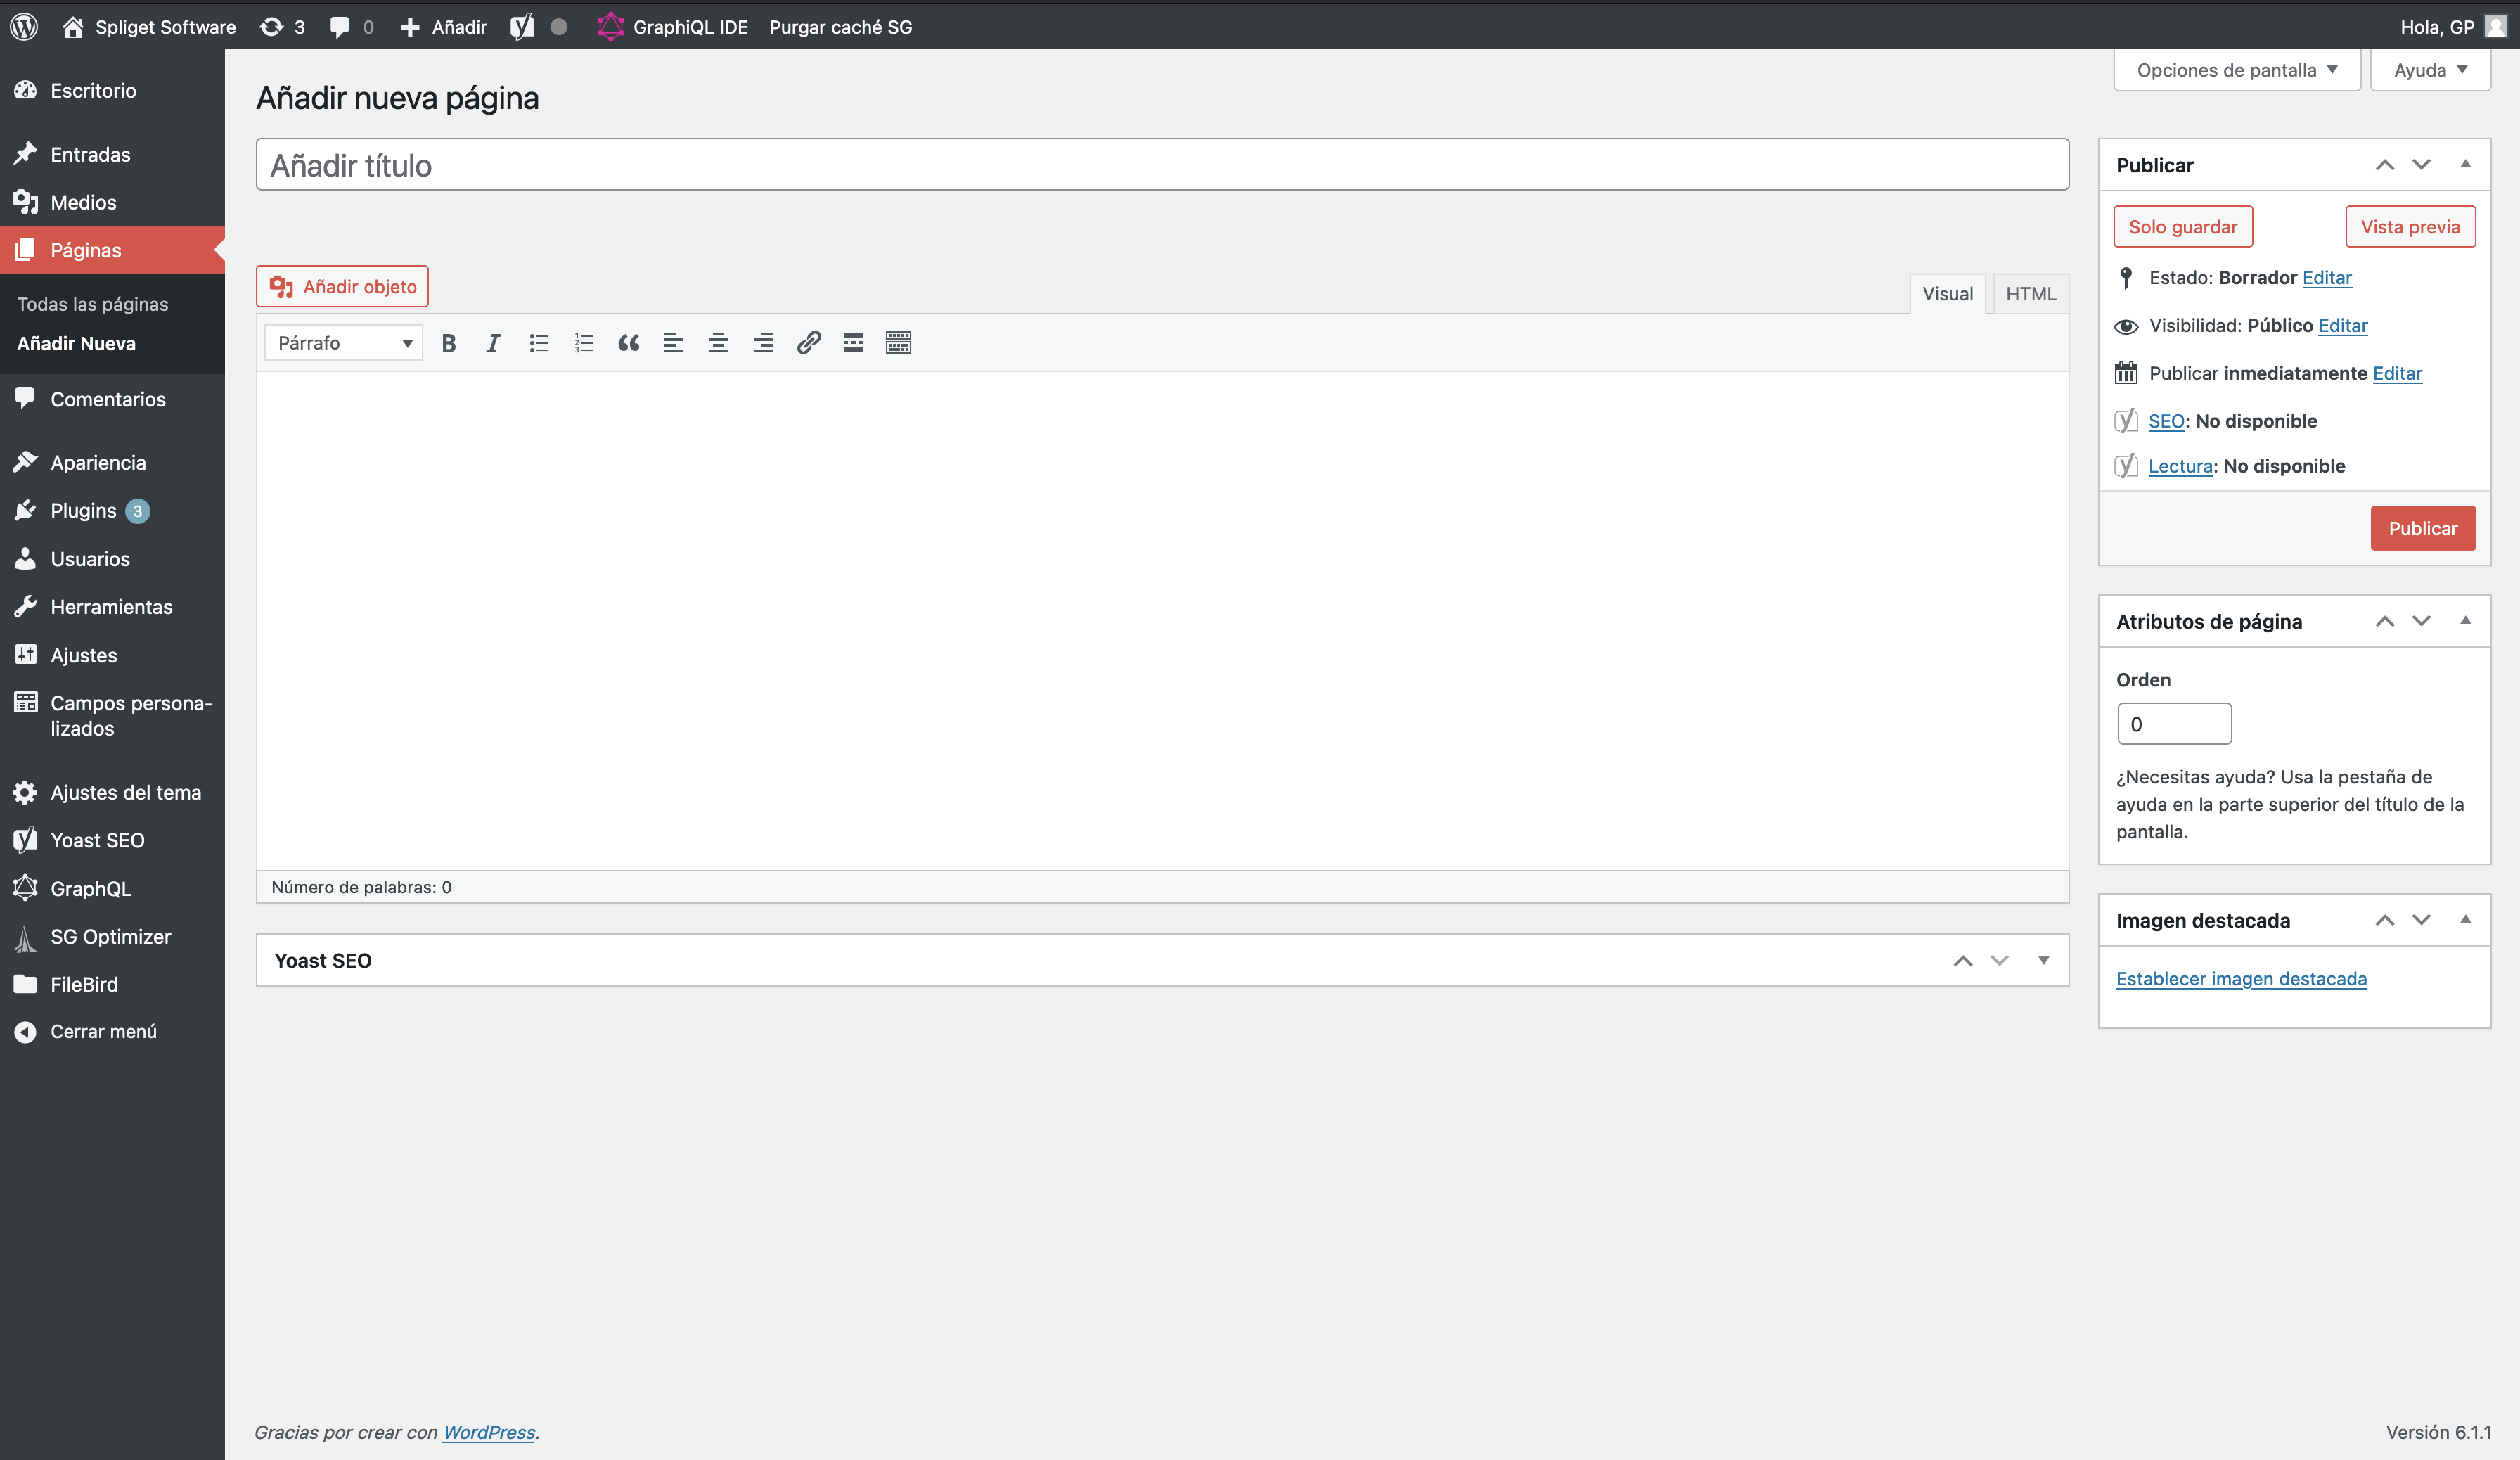 Spliget Software 3 0 Añadir GraphiQL IDE Purgar caché SG Hola, GP
Opciones de pantalla Ayuda
Escritorio
Entradas
Medios
Páginas
Todas las páginas
Añadir Nueva
Comentarios
Apariencia
Plugins 3
Usuarios
Herramientas
Ajustes
Campos persona-
lizados
Ajustes del tema
Yoast SEO
GraphQL
SG Optimizer
FileBird
Cerrar menú
Añadir nueva página
Añadir título
Añadir objeto
Visual HTML
Párrafo
Número de palabras: 0
Yoast SEO
Publicar
Solo guardar Vista previa
Estado: Borrador Editar
Visibilidad: Público Editar
Publicar inmediatamente Editar
SEO: No disponible
Lectura: No disponible
Publicar
Atributos de página
Orden
0
¿Necesitas ayuda? Usa la pestaña de
ayuda en la parte superior del título de la
pantalla.
Imagen destacada
Establecer imagen destacada
Gracias por crear con WordPress.
Versión 6.1.1